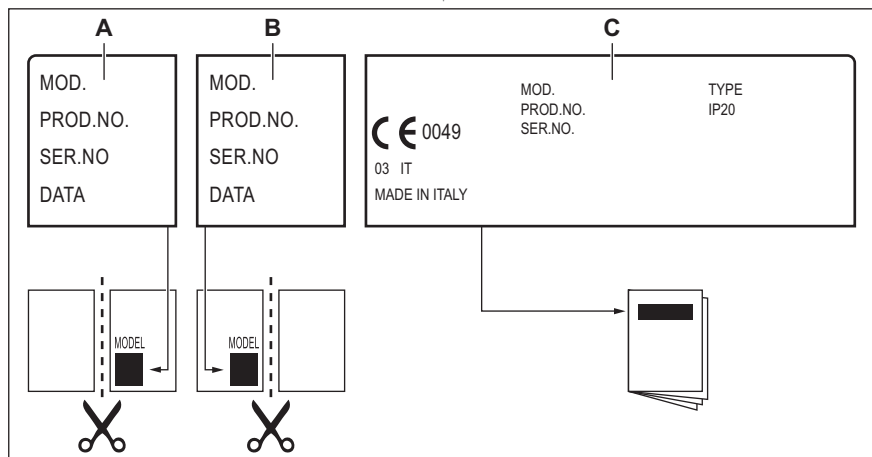 A
B
C
MOD.
PROD.NO.
SER.NO
DATA
MOD.
PROD.NO.
SER.NO
DATA
MOD.
PROD.NO.
SER.NO.
TYPE
IP20
CE 0049
03 IT
MADE IN ITALY
MODEL
MODEL